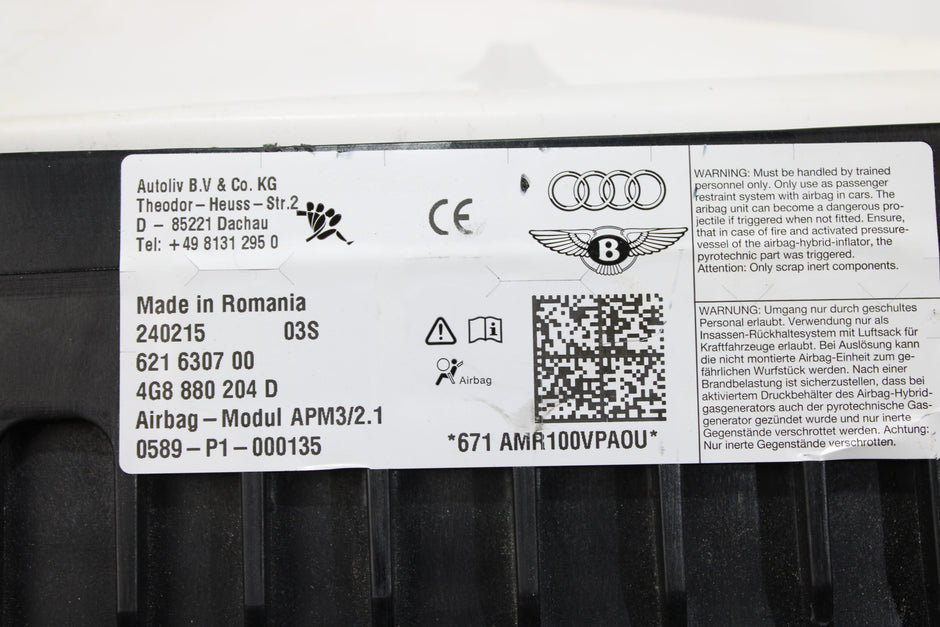 Autoliv B.V & Co. KG
Theodor-Heuss-Str.2
D - 85221 Dachau
Tel: +49 8131 295 0
CE
B
Made in Romania
240215 03S
621 6307 00
4G8 880 204 D
Airbag-Modul APM3/2.1
0589-P1-000135
Airbag
*671 AMR100VPAOU*
WARNING: Must be handled by trained
personnel only. Only use as passenger
restraint system with airbag in cars. The
aribag unit can become a dangerous pro-
jectile if triggered when not fitted. Ensure,
that in case of fire and activated pressure-
vessel of the airbag-hybrid-inflator, the
pyrotechnic part was triggered.
Attention: Only scrap inert components.
WARNUNG: Umgang nur durch geschultes
Personal erlaubt. Verwendung nur als
Insassen-Rückhaltesystem mit Luftsack für
Kraftfahrzeuge erlaubt. Bei Auslösung kann
die nicht montierte Airbag-Einheit zum ge-
fährlichen Wurfstück werden. Nach einer
Brandbelastung ist sicherzustellen, dass bei
aktiviertem Druckbehälter des Airbag-Hybrid-
gasgenerators auch der pyrotechnische Gas-
generator gezündet wurde und nur inerte
Gegenstände verschrottet werden. Achtung:
Nur inerte Gegenstände verschrotten.